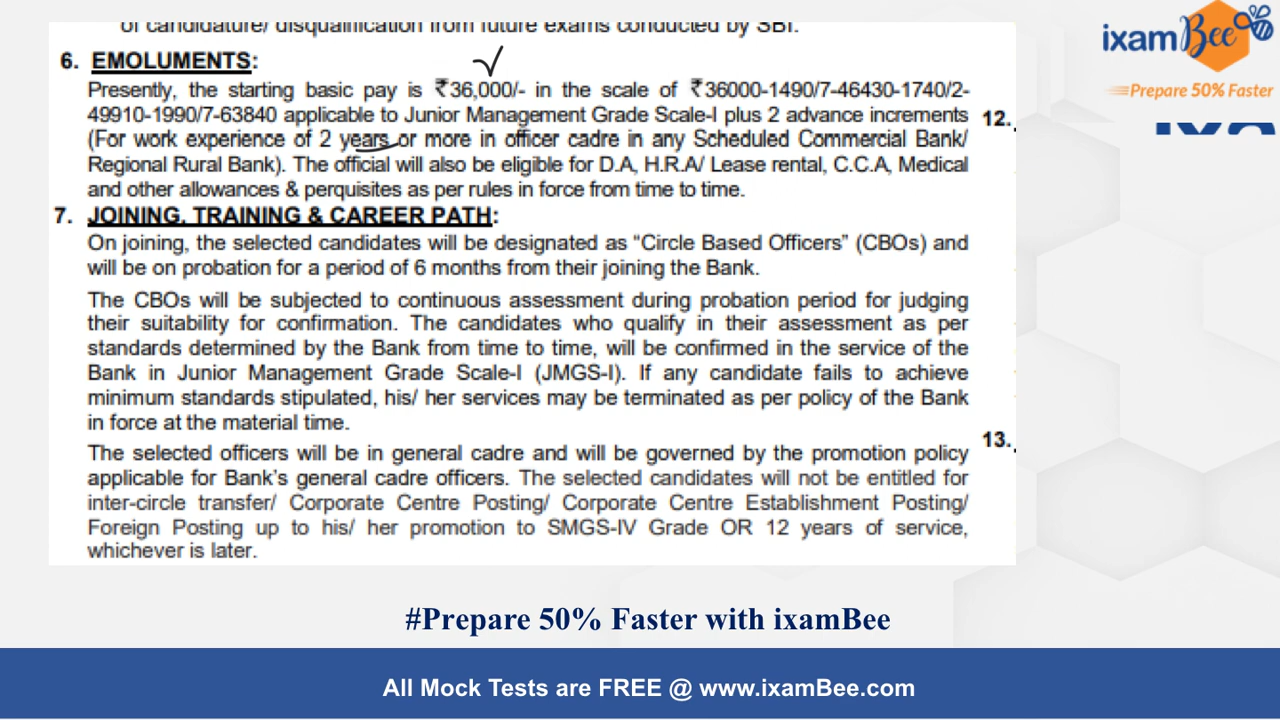 of candidature/ disqualification from future exams conducted by SBI.
ixamBee
Prepare 50% Faster
6. EMOLUMENTS:
Presently, the starting basic pay is ₹36,000/- in the scale of ₹36000-1490/7-46430-1740/2-
49910-1990/7-63840 applicable to Junior Management Grade Scale-I plus 2 advance increments
(For work experience of 2 years or more in officer cadre in any Scheduled Commercial Bank/
Regional Rural Bank). The official will also be eligible for D.A, H.R.A/ Lease rental, C.C.A, Medical
and other allowances & perquisites as per rules in force from time to time.
12.
7. JOINING, TRAINING & CAREER PATH:
On joining, the selected candidates will be designated as “Circle Based Officers” (CBOs) and
will be on probation for a period of 6 months from their joining the Bank.
The CBOs will be subjected to continuous assessment during probation period for judging
their suitability for confirmation. The candidates who qualify in their assessment as per
standards determined by the Bank from time to time, will be confirmed in the service of the
Bank in Junior Management Grade Scale-I (JMGS-I). If any candidate fails to achieve
minimum standards stipulated, his/ her services may be terminated as per policy of the Bank
in force at the material time.
13.
The selected officers will be in general cadre and will be governed by the promotion policy
applicable for Bank’s general cadre officers. The selected candidates will not be entitled for
inter-circle transfer/ Corporate Centre Posting/ Corporate Centre Establishment Posting/
Foreign Posting up to his/ her promotion to SMGS-IV Grade OR 12 years of service,
whichever is later.
#Prepare 50% Faster with ixamBee
All Mock Tests are FREE @ www.ixamBee.com